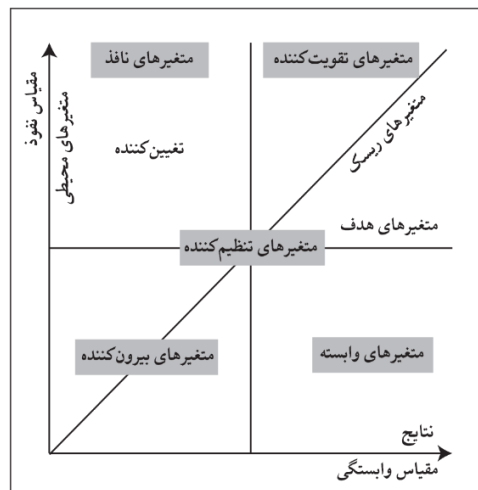 متغیرهای تقویت‌کننده
متغیرهای نافذ
مقیاس نفوذ
متغیرهای محیطی
متغیرهای ریسک
تعیین‌کننده
متغیرهای هدف
متغیرهای تنظیم‌کننده
متغیرهای وابسته
متغیرهای بیرون‌کننده
نتایج
مقیاس وابستگی